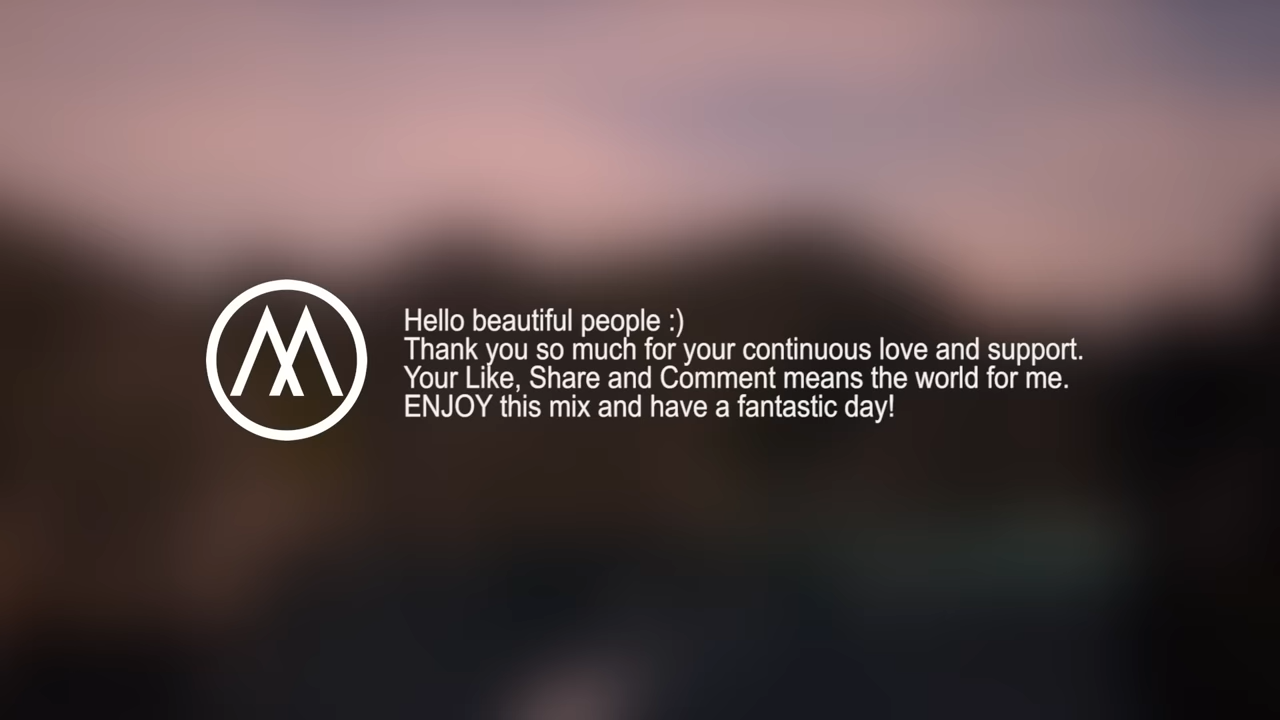 Hello beautiful people :)
Thank you so much for your continuous love and support.
Your Like, Share and Comment means the world for me.
ENJOY this mix and have a fantastic day!